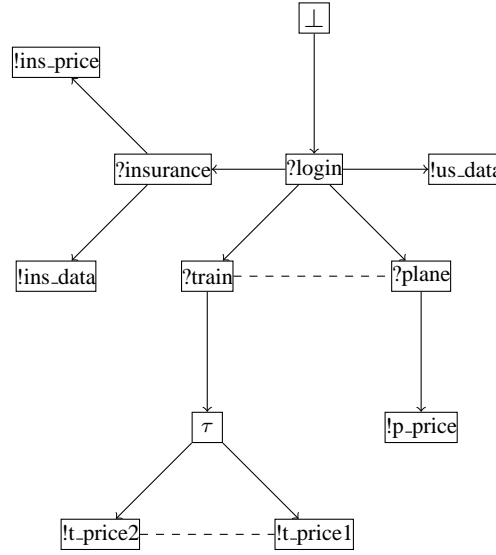 ⊥
!ins_price
?insurance
?login
!us_data
!ins_data
?train
?plane
τ
!p_price
!t_price2
!t_price1